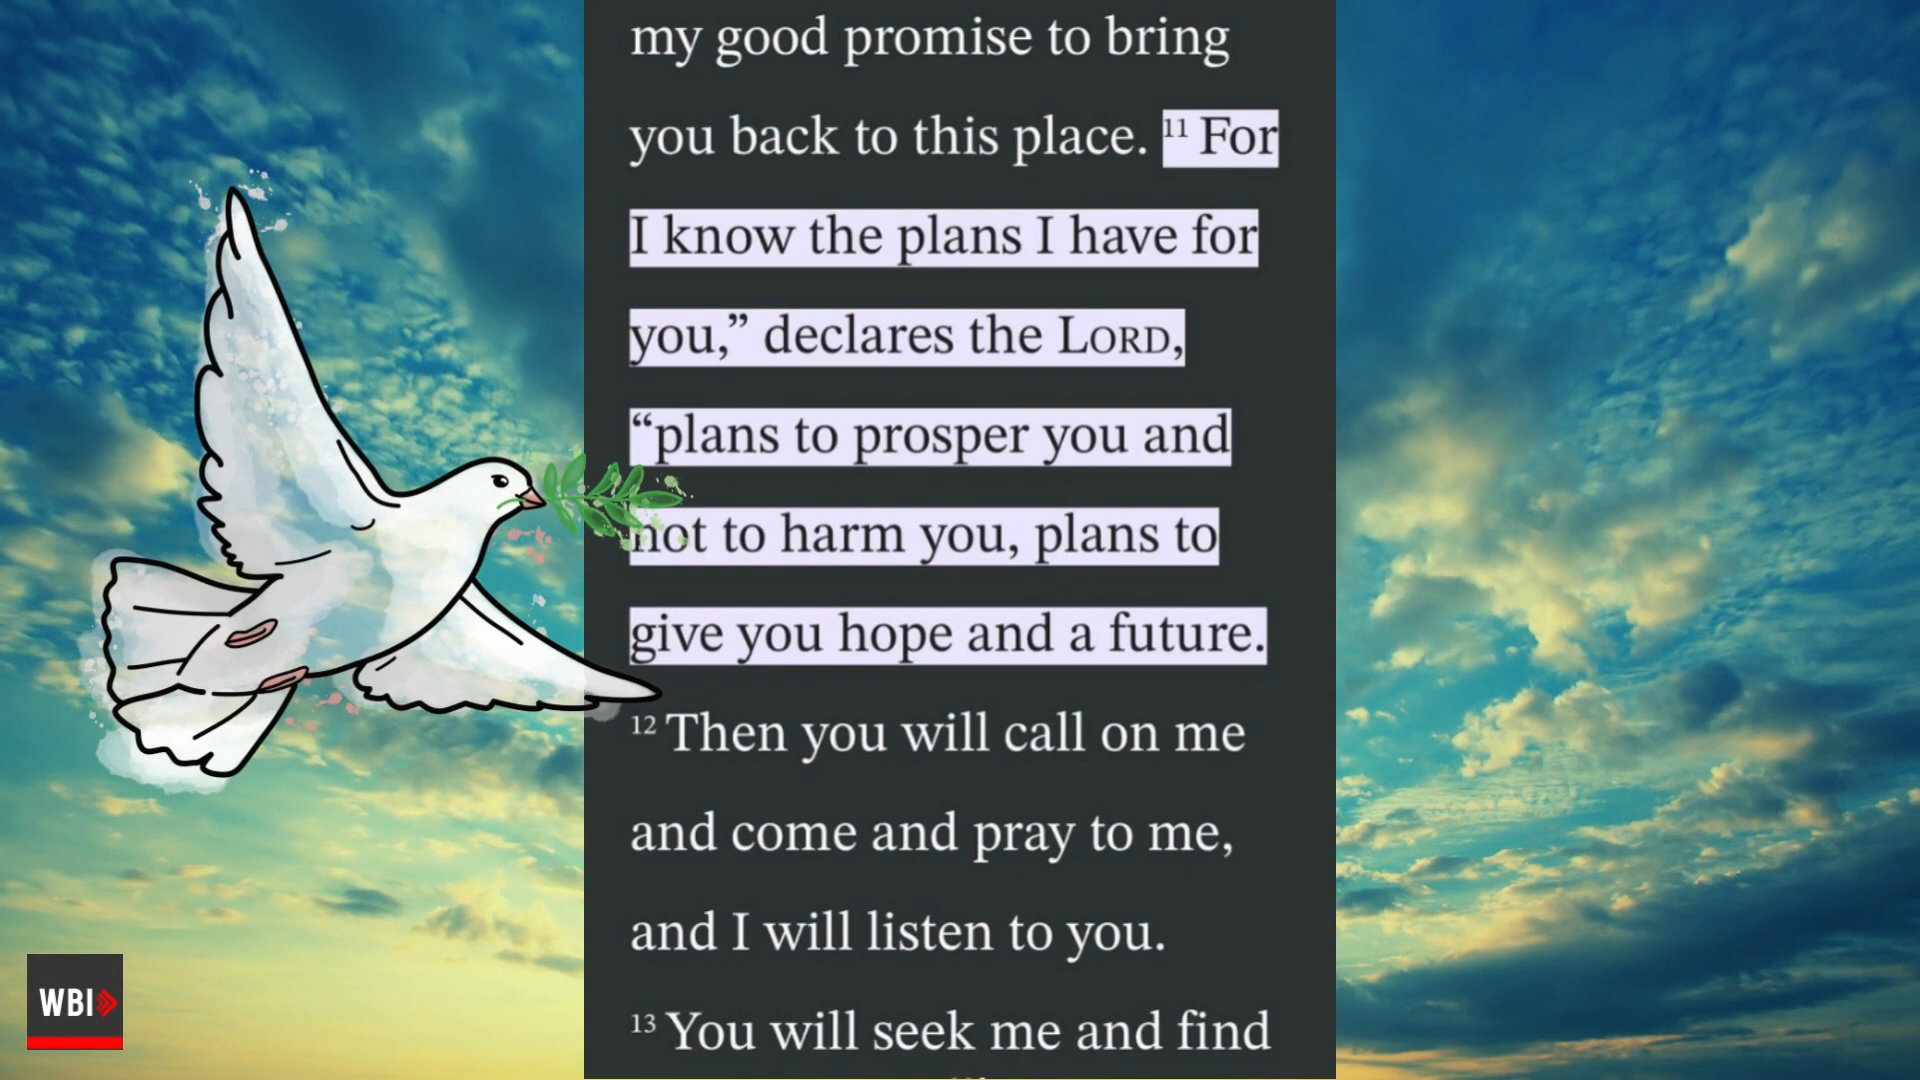 my good promise to bring
you back to this place. 11 For
I know the plans I have for
you,” declares the LORD,
“plans to prosper you and
not to harm you, plans to
give you hope and a future.
12 Then you will call on me
and come and pray to me,
and I will listen to you.
13 You will seek me and find
WBI